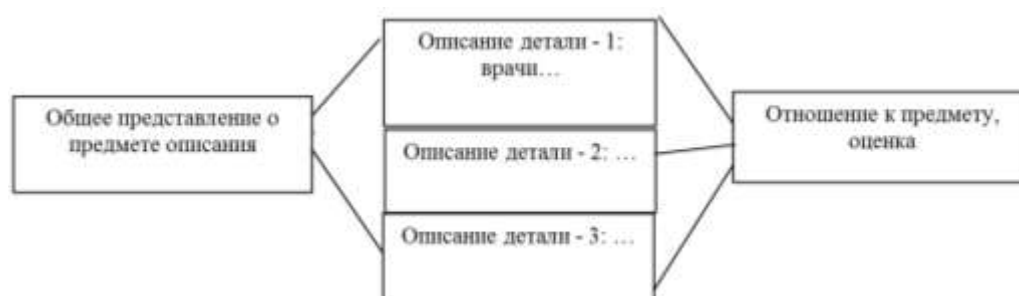 Общее представление о
предмете описания
Описание детали - 1:
врачи…
Описание детали - 2: …
Описание детали - 3: …
Отношение к предмету,
оценка